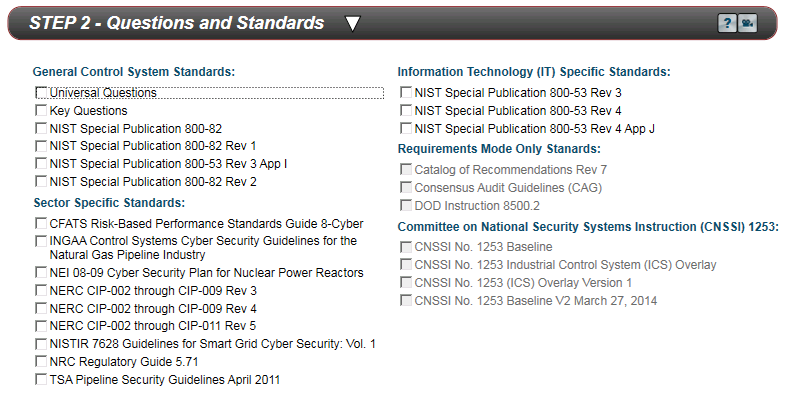 STEP 2 - Questions and Standards
?
General Control System Standards:
Universal Questions
Key Questions
NIST Special Publication 800-82
NIST Special Publication 800-82 Rev 1
NIST Special Publication 800-53 Rev 3 App I
NIST Special Publication 800-82 Rev 2
Sector Specific Standards:
CFATS Risk-Based Performance Standards Guide 8-Cyber
INGAA Control Systems Cyber Security Guidelines for the
Natural Gas Pipeline Industry
NEI 08-09 Cyber Security Plan for Nuclear Power Reactors
NERC CIP-002 through CIP-009 Rev 3
NERC CIP-002 through CIP-009 Rev 4
NERC CIP-002 through CIP-011 Rev 5
NISTIR 7628 Guidelines for Smart Grid Cyber Security: Vol. 1
NRC Regulatory Guide 5.71
TSA Pipeline Security Guidelines April 2011
Information Technology (IT) Specific Standards:
NIST Special Publication 800-53 Rev 3
NIST Special Publication 800-53 Rev 4
NIST Special Publication 800-53 Rev 4 App J
Requirements Mode Only Stanards:
Catalog of Recommendations Rev 7
Consensus Audit Guidelines (CAG)
DOD Instruction 8500.2
Committee on National Security Systems Instruction (CNSSI) 1253:
CNSSI No. 1253 Baseline
CNSSI No. 1253 Industrial Control System (ICS) Overlay
CNSSI No. 1253 (ICS) Overlay Version 1
CNSSI No. 1253 Baseline V2 March 27, 2014